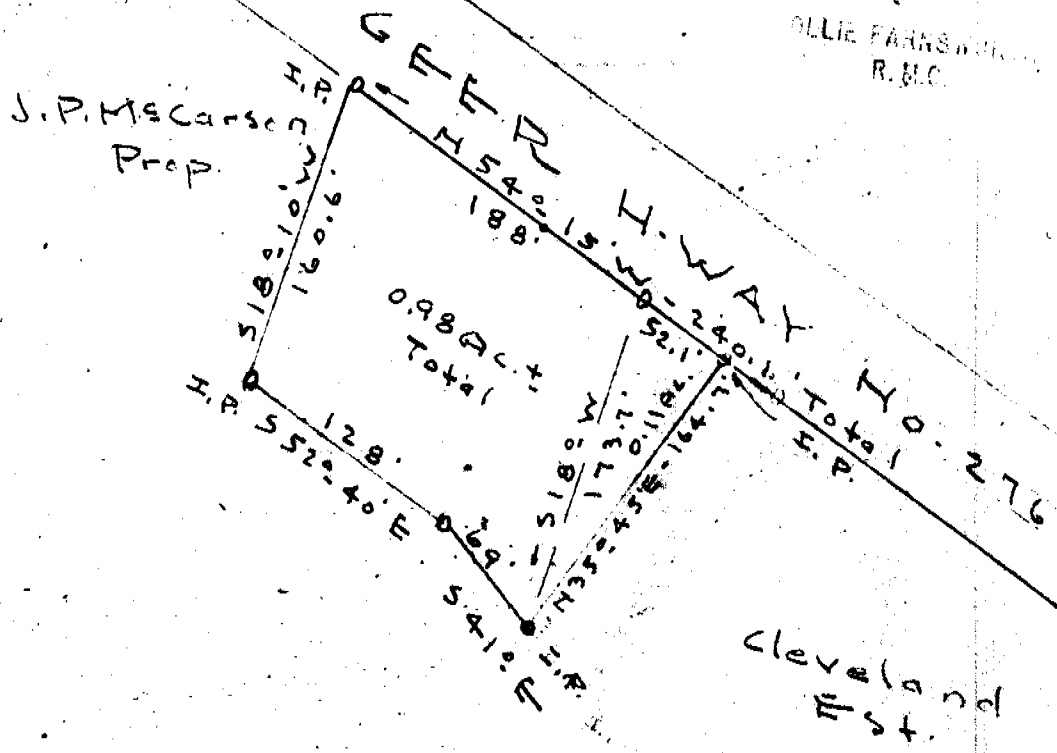 OLLIE FARNSWORTH
R.M.C.
GEER H.WAY No. 276
I.P.
J.P. McCarson
Prop.
N 54°-15' W - 240.1' Total
188.
52.1'
S 18°-10' W
160.6'
0.98 Ac. ±
Total
I.P.
128.
S 52°-40' E
69.
S 41° E
I.P.
S 18° W
173.7.
0.11 Ac.
N 35°-45' E - 164.7.
I.P.
Cleveland
Est.